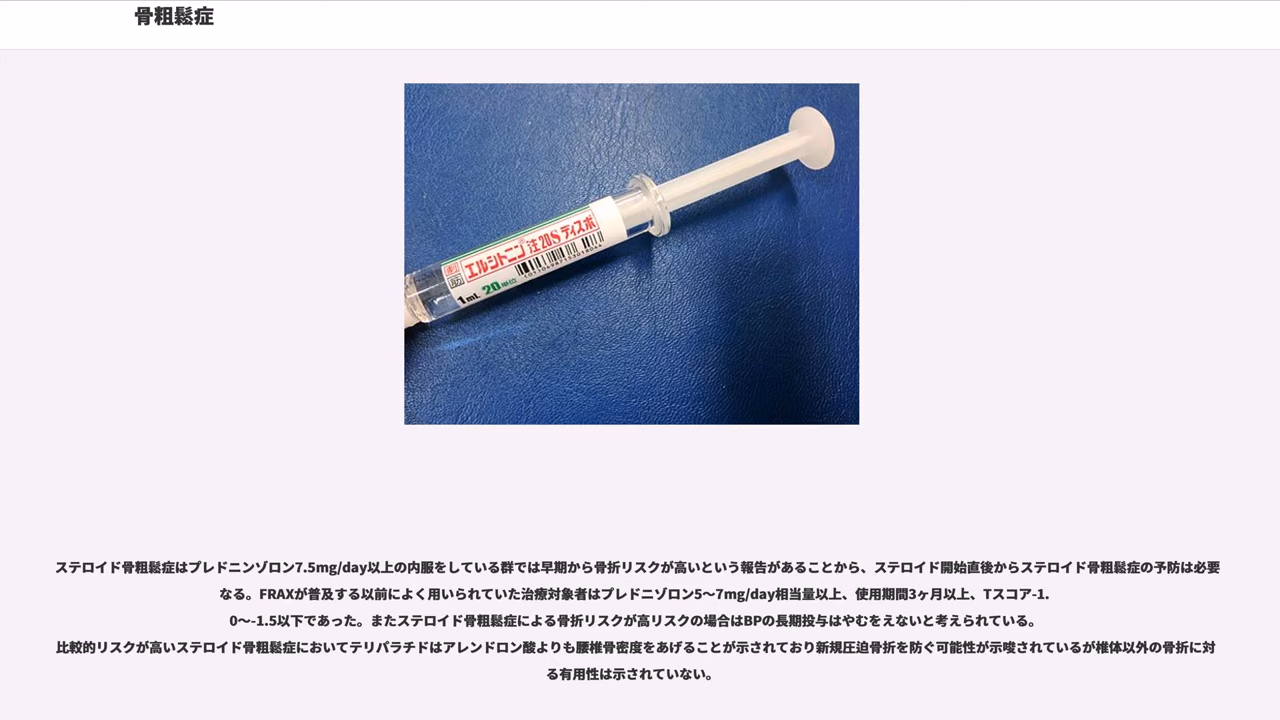 骨粗鬆症
エルシトニン®注20S ディスポ
劇
筋
1mL 20単位
ステロイド骨粗鬆症はプレドニンゾロン7.5mg/day以上の内服をしている群では早期から骨折リスクが高いという報告があることから、ステロイド開始直後からステロイド骨粗鬆症の予防は必要
なる。FRAXが普及する以前によく用いられていた治療対象者はプレドニゾロン5〜7mg/day相当量以上、使用期間3ヶ月以上、Tスコア-1.
0〜-1.5以下であった。またステロイド骨粗鬆症による骨折リスクが高リスクの場合はBPの長期投与はやむをえないと考えられている。
比較的リスクが高いステロイド骨粗鬆症においてテリパラチドはアレンドロン酸よりも腰椎骨密度をあげることが示されており新規圧迫骨折を防ぐ可能性が示唆されているが椎体以外の骨折に対
る有用性は示されていない。